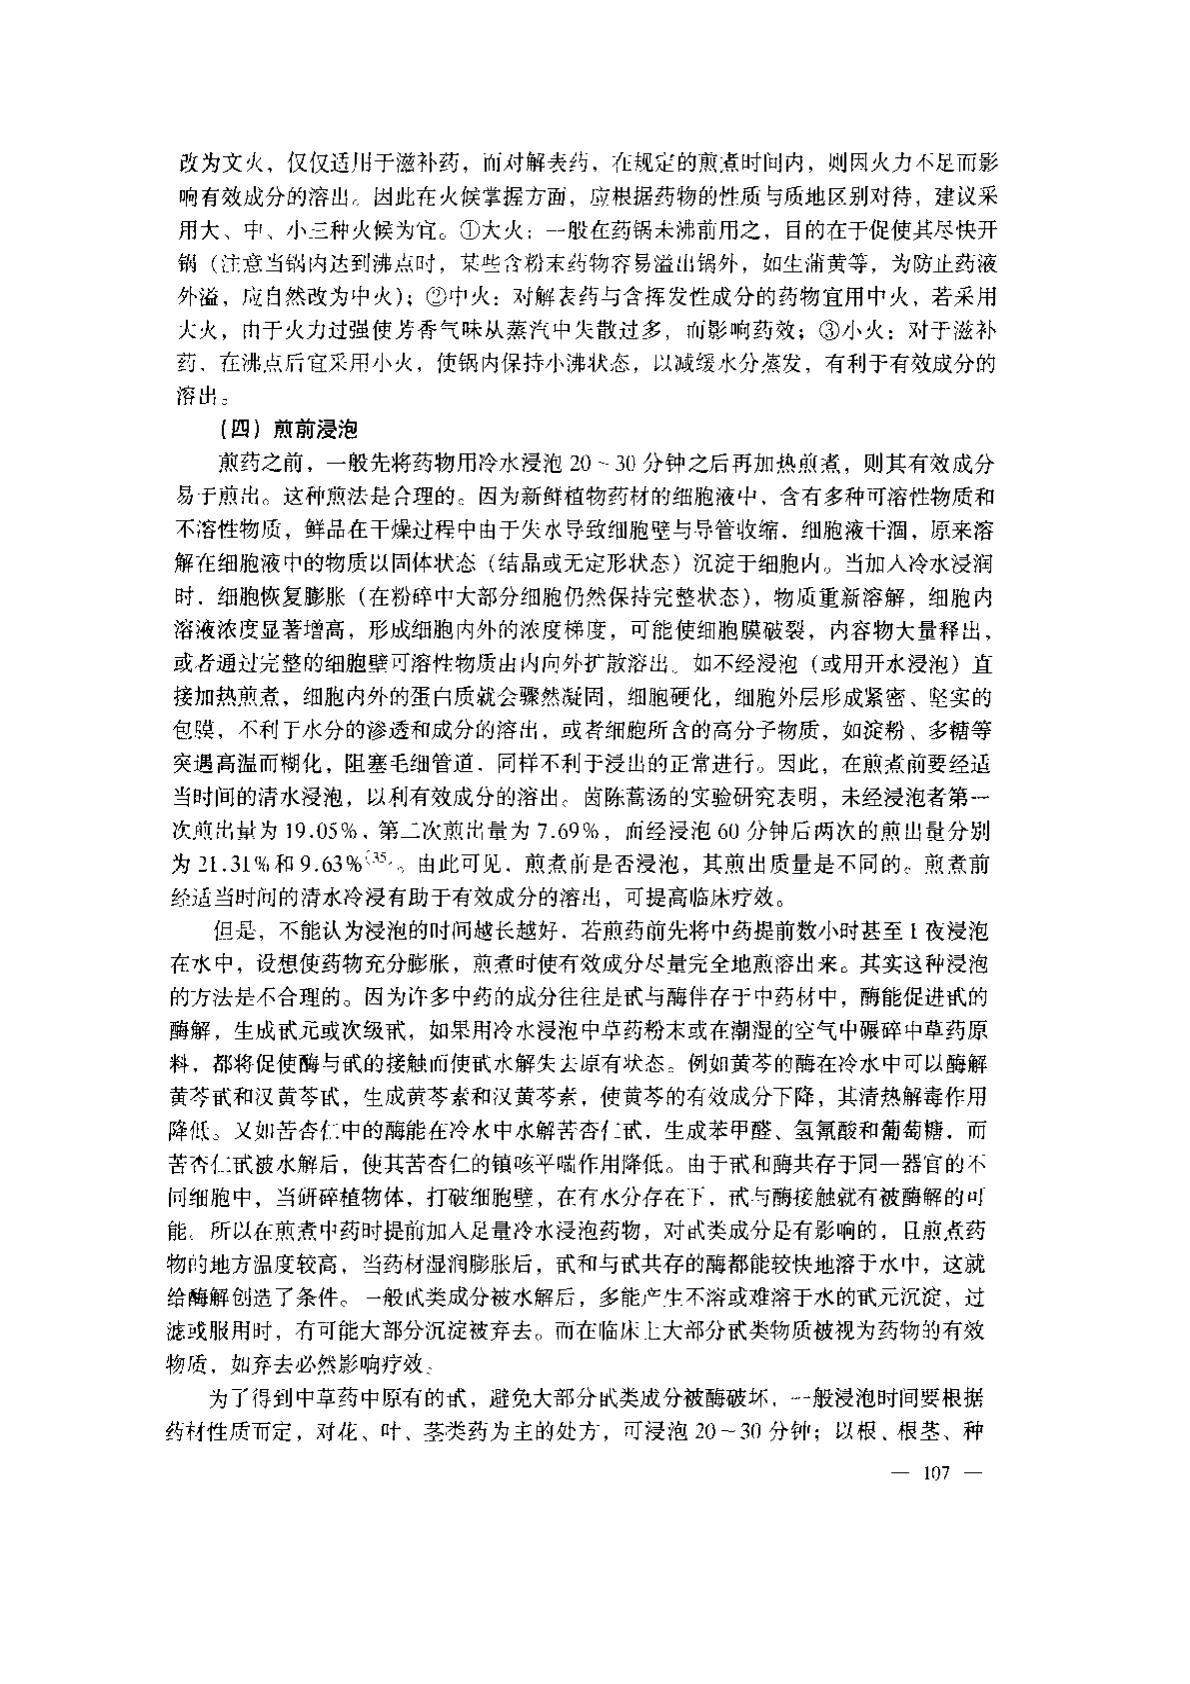 改为文火，仅仅适用于滋补药，而对解表药，在规定的煎煮时间内，则因火力不足而影
响有效成分的溶出。因此在火候掌握方面，应根据药物的性质与质地区别对待，建议采
用大、中、小三种火候为宜。①大火：一般在药锅未沸前用之，目的在于促使其尽快开
锅（注意当锅内达到沸点时，某些含粉末药物容易溢出锅外，如生蒲黄等，为防止药液
外溢，应自然改为中火）；②中火：对解表药与含挥发性成分的药物宜用中火，若采用
大火，由于火力过强使芳香气味从蒸汽中失散过多，而影响药效；③小火：对于滋补
药，在沸点后宜采用小火，使锅内保持小沸状态，以减缓水分蒸发，有利于有效成分的
溶出。
（四）煎前浸泡
煎药之前，一般先将药物用冷水浸泡 20～30 分钟之后再加热煎煮，则其有效成分
易于煎出。这种煎法是合理的。因为新鲜植物药材的细胞液中，含有多种可溶性物质和
不溶性物质，鲜品在干燥过程中由于失水导致细胞壁与导管收缩，细胞液干涸，原来溶
解在细胞液中的物质以固体状态（结晶或无定形状态）沉淀于细胞内。当加入冷水浸润
时，细胞恢复膨胀（在粉碎中大部分细胞仍然保持完整状态），物质重新溶解，细胞内
溶液浓度显著增高，形成细胞内外的浓度梯度，可能使细胞膜破裂，内容物大量释出，
或者通过完整的细胞壁可溶性物质由内向外扩散溶出。如不经浸泡（或用开水浸泡）直
接加热煎煮，细胞内外的蛋白质就会骤然凝固，细胞硬化，细胞外层形成紧密、坚实的
包膜，不利于水分的渗透和成分的溶出，或者细胞所含的高分子物质，如淀粉、多糖等
突遇高温而糊化，阻塞毛细管道，同样不利于浸出的正常进行。因此，在煎煮前要经适
当时间的清水浸泡，以利有效成分的溶出。茵陈蒿汤的实验研究表明，未经浸泡者第一
次煎出量为 19.05%，第二次煎出量为 7.69%，而经浸泡 60 分钟后两次的煎出量分别
为 21.31%和 9.63%〔35〕。由此可见，煎煮前是否浸泡，其煎出质量是不同的。煎煮前
经适当时间的清水冷浸有助于有效成分的溶出，可提高临床疗效。
但是，不能认为浸泡的时间越长越好，若煎药前先将中药提前数小时甚至 1 夜浸泡
在水中，设想使药物充分膨胀，煎煮时使有效成分尽量完全地煎溶出来。其实这种浸泡
的方法是不合理的。因为许多中药的成分往往是甙与酶伴存于中药材中，酶能促进甙的
酶解，生成甙元或次级甙，如果用冷水浸泡中草药粉末或在潮湿的空气中碾碎中草药原
料，都将促使酶与甙的接触而使甙水解失去原有状态。例如黄芩的酶在冷水中可以酶解
黄芩甙和汉黄芩甙，生成黄芩素和汉黄芩素，使黄芩的有效成分下降，其清热解毒作用
降低。又如苦杏仁中的酶能在冷水中水解苦杏仁甙，生成苯甲醛、氢氰酸和葡萄糖，而
苦杏仁甙被水解后，使其苦杏仁的镇咳平喘作用降低。由于甙和酶共存于同一器官的不
同细胞中，当研碎植物体，打破细胞壁，在有水分存在下，甙与酶接触就有被酶解的可
能。所以在煎煮中药时提前加入足量冷水浸泡药物，对甙类成分是有影响的，且煎煮药
物的地方温度较高，当药材湿润膨胀后，甙和与甙共存的酶都能较快地溶于水中，这就
给酶解创造了条件。一般甙类成分被水解后，多能产生不溶或难溶于水的甙元沉淀，过
滤或服用时，有可能大部分沉淀被弃去。而在临床上大部分甙类物质被视为药物的有效
物质，如弃去必然影响疗效。
为了得到中草药中原有的甙，避免大部分甙类成分被酶破坏，一般浸泡时间要根据
药材性质而定，对花、叶、茎类药为主的处方，可浸泡 20～30 分钟；以根、根茎、种
— 107 —